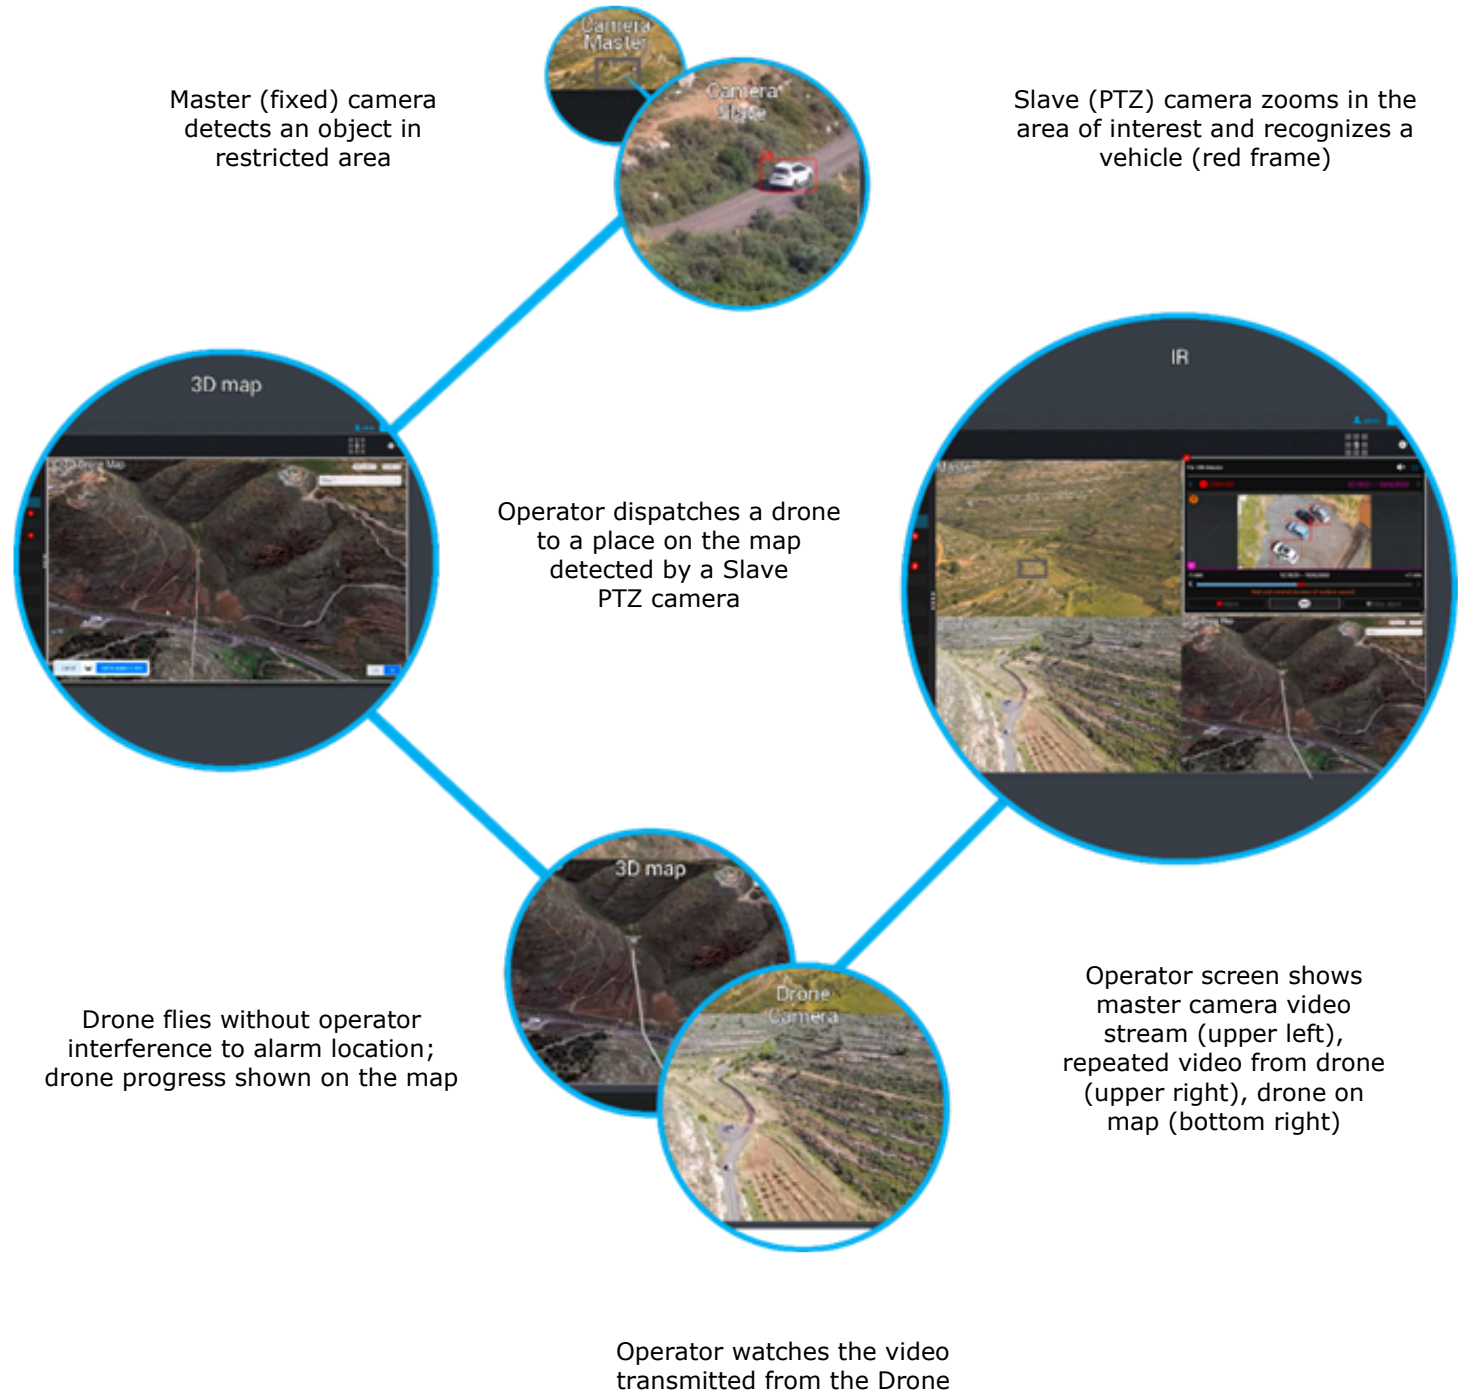 Camera
Master
Camera
Slave
Master (fixed) camera
detects an object in
restricted area
Slave (PTZ) camera zooms in the
area of interest and recognizes a
vehicle (red frame)
3D map
Operator dispatches a drone
to a place on the map
detected by a Slave
PTZ camera
IR
Master
3D map
Drone
Camera
Drone flies without operator
interference to alarm location;
drone progress shown on the map
Operator screen shows
master camera video
stream (upper left),
repeated video from drone
(upper right), drone on
map (bottom right)
Operator watches the video
transmitted from the Drone